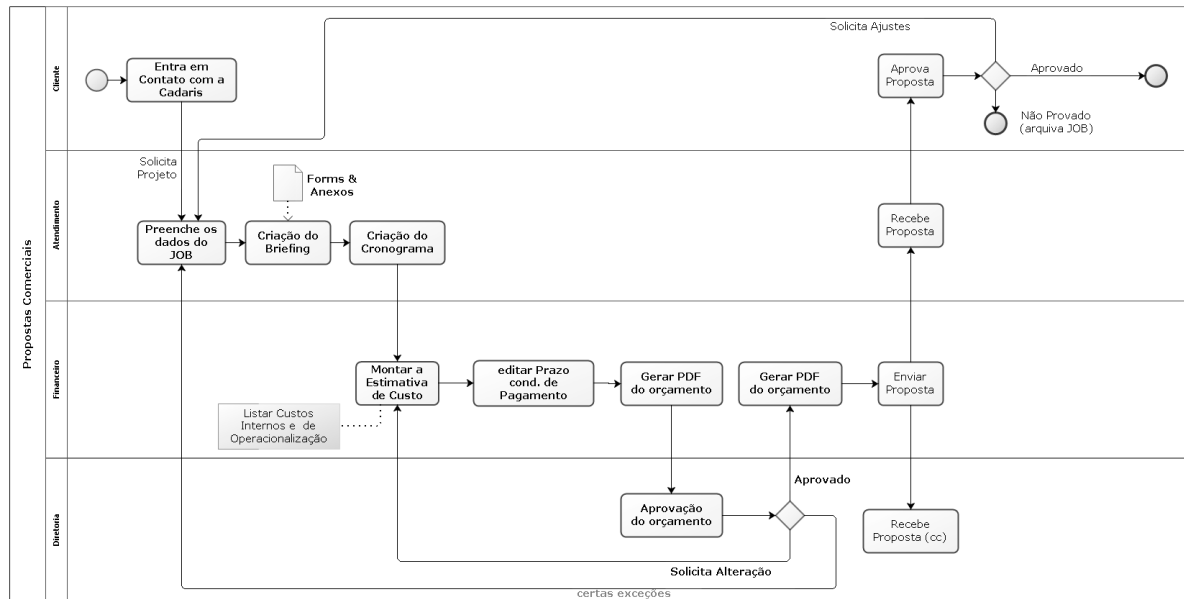 Propostas Comerciais
Cliente
Entra em
Contato com a
Cadaris
Solicita Ajustes
Aprova
Proposta
Aprovado
Não Provado
(arquiva JOB)
Atendimento
Solicita
Projeto
Forms &
Anexos
Preenche os
dados do
JOB
Criação do
Briefing
Criação do
Cronograma
Recebe
Proposta
Financeiro
Montar a
Estimativa
de Custo
editar Prazo
cond. de
Pagamento
Gerar PDF
do orçamento
Gerar PDF
do orçamento
Enviar
Proposta
Listar Custos
Internos e de
Operacionalização
Diretoria
Aprovação
do orçamento
Aprovado
Recebe
Proposta (cc)
Solicita Alteração
certas exceções